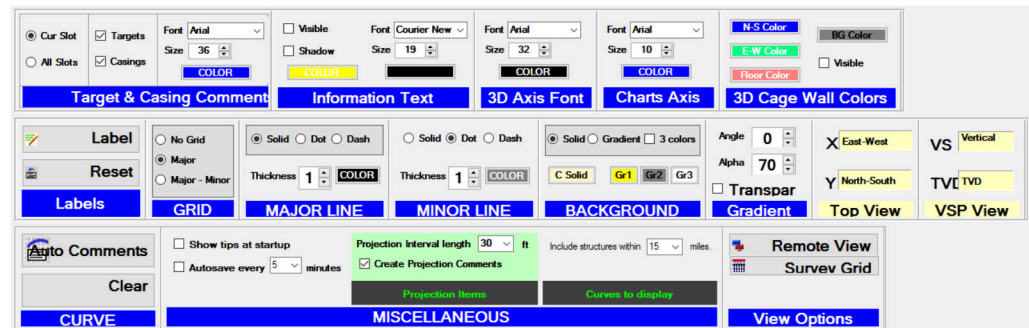 Cur Slot
All Slots
Targets
Casings
Font Arial
Size 36
COLOR
Target & Casing Comment
Visible
Shadow
COLOR
Font Courier New
Size 19
Information Text
Font Arial
Size 32
COLOR
3D Axis Font
Font Arial
Size 10
COLOR
Charts Axis
N-S Color
E-W Color
Floor Color
BG Color
Visible
3D Cage Wall Colors
Label
Reset
Labels
No Grid
Major
Major - Minor
GRID
Solid Dot Dash
Thickness 1 COLOR
MAJOR LINE
Solid Dot Dash
Thickness 1 COLOR
MINOR LINE
Solid Gradient 3 colors
C Solid Gr1 Gr2 Gr3
BACKGROUND
Angle 0
Alpha 70
Transpar
Gradient
X East-West
Y North-South
Top View
VS Vertical
TVD TVD
VSP View
Auto Comments
Clear
CURVE
Show tips at startup
Autosave every 5 minutes
Projection Interval length 30 ft
Create Projection Comments
Projection Items
Include structures within 15 miles.
Curves to display
MISCELLANEOUS
Remote View
Survey Grid
View Options